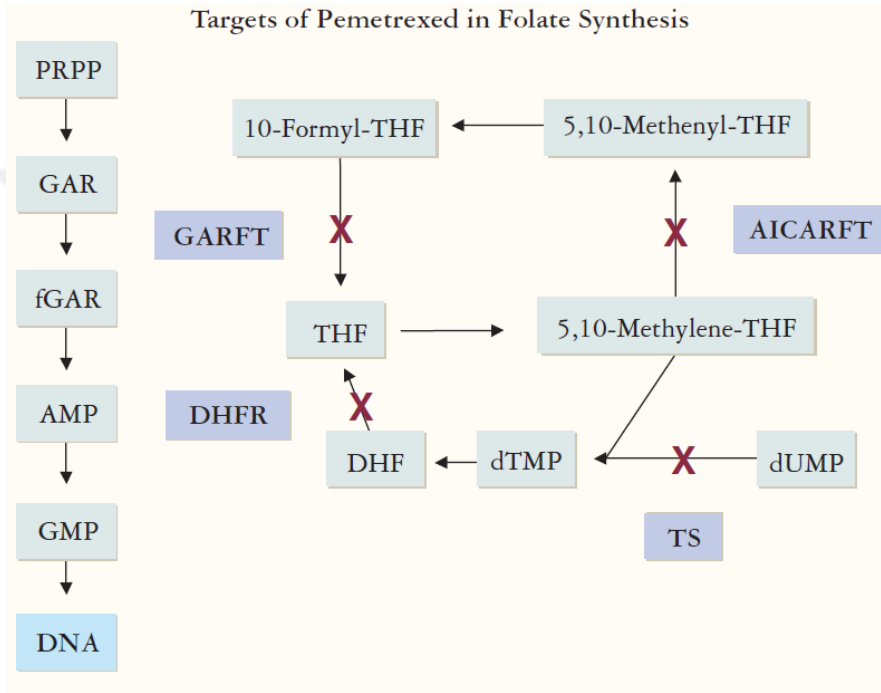 Targets of Pemetrexed in Folate Synthesis
PRPP
GAR
fGAR
AMP
GMP
DNA
10-Formyl-THF
5,10-Methenyl-THF
GARFT
X
X
AICARFT
THF
5,10-Methylene-THF
DHFR
X
DHF
dTMP
X
dUMP
TS